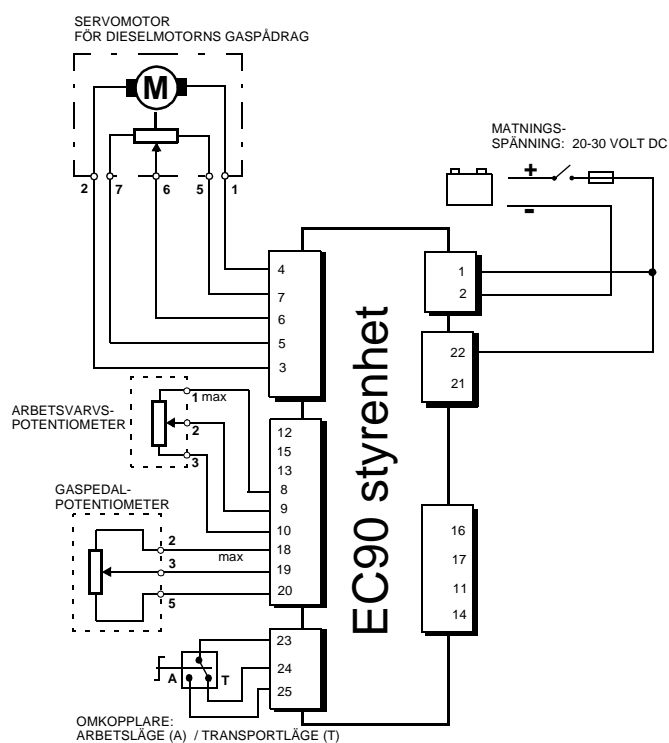 SERVOMOTOR
FÖR DIESELMOTORNS GASPÅDRAG
M
2 7 6 5 1
MATNINGS-
SPÄNNING: 20-30 VOLT DC
+
-
4
7
6
5
3
1
2
22
21
ARBETSVARVS-
POTENTIOMETER
1 max
2
3
12
15
13
8
9
10
18
19
20
GASPEDAL-
POTENTIOMETER
2
max
3
5
EC90 styrenhet
16
17
11
14
23
24
25
A T
OMKOPPLARE:
ARBETSLÄGE (A) / TRANSPORTLÄGE (T)